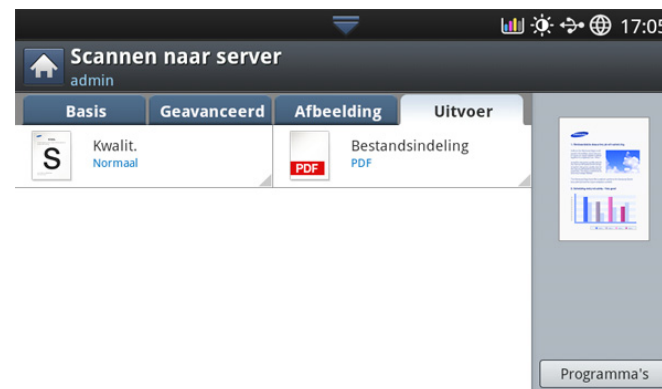 17:05
Scannen naar server
admin
Basis
Geavanceerd
Afbeelding
Uitvoer
S
Kwalit.
Normaal
PDF
Bestandsindeling
PDF
Programma's